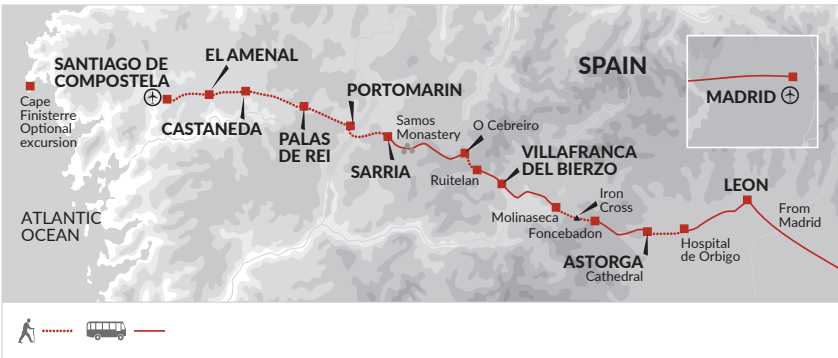 SANTIAGO DE
COMPOSTELA
EL AMENAL
SPAIN
MADRID
Cape
Finisterre
Optional
excursion
CASTANEDA
PALAS
DE REI
PORTOMARIN
Samos
Monastery
O Cebreiro
SARRIA
Ruitelan
VILLAFRANCA
DEL BIERZO
Iron
Cross
LEON
From
Madrid
Molinaseca
Foncebadon
ATLANTIC
OCEAN
ASTORGA
Cathedral
Hospital
de Orbigo